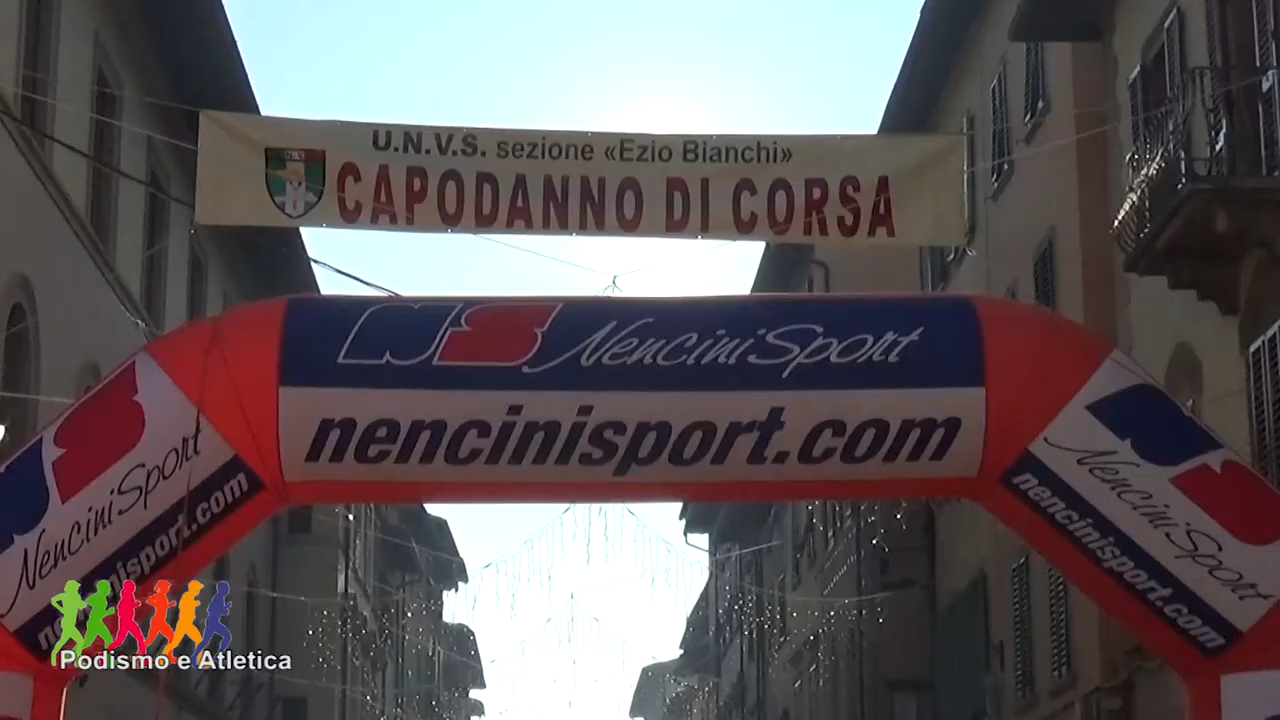 U.N.V.S. sezione «Ezio Bianchi»
CAPODANNO DI CORSA
NS NenciniSport
nencinisport.com
NenciniSport
nencinisport.com
NenciniSport
nencinisport.com
Podismo e Atletica